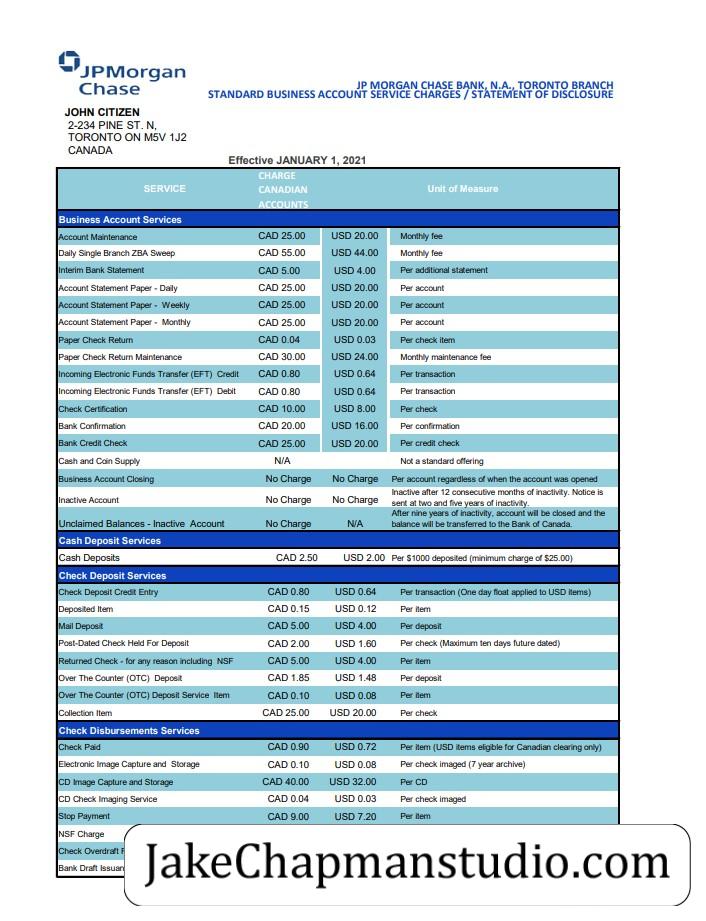 JPMorgan
Chase
JP MORGAN CHASE BANK, N.A., TORONTO BRANCH
STANDARD BUSINESS ACCOUNT SERVICE CHARGES / STATEMENT OF DISCLOSURE
JOHN CITIZEN
2-234 PINE ST. N,
TORONTO ON M5V 1J2
CANADA
Effective JANUARY 1, 2021
SERVICE CHARGE CANADIAN ACCOUNTS Unit of Measure
Business Account Services
Account Maintenance CAD 25.00 USD 20.00 Monthly fee
Daily Single Branch ZBA Sweep CAD 55.00 USD 44.00 Monthly fee
Interim Bank Statement CAD 5.00 USD 4.00 Per additional statement
Account Statement Paper - Daily CAD 25.00 USD 20.00 Per account
Account Statement Paper - Weekly CAD 25.00 USD 20.00 Per account
Account Statement Paper - Monthly CAD 25.00 USD 20.00 Per account
Paper Check Return CAD 0.04 USD 0.03 Per check item
Paper Check Return Maintenance CAD 30.00 USD 24.00 Monthly maintenance fee
Incoming Electronic Funds Transfer (EFT) Credit CAD 0.80 USD 0.64 Per transaction
Incoming Electronic Funds Transfer (EFT) Debit CAD 0.80 USD 0.64 Per transaction
Check Certification CAD 10.00 USD 8.00 Per check
Bank Confirmation CAD 20.00 USD 16.00 Per confirmation
Bank Credit Check CAD 25.00 USD 20.00 Per credit check
Cash and Coin Supply N/A Not a standard offering
Business Account Closing No Charge No Charge Per account regardless of when the account was opened
Inactive Account No Charge No Charge Inactive after 12 consecutive months of inactivity. Notice is
sent at two and five years of inactivity.
Unclaimed Balances - Inactive Account No Charge N/A After nine years of inactivity, account will be closed and the
balance will be transferred to the Bank of Canada.
Cash Deposit Services
Cash Deposits CAD 2.50 USD 2.00 Per $1000 deposited (minimum charge of $25.00)
Check Deposit Services
Check Deposit Credit Entry CAD 0.80 USD 0.64 Per transaction (One day float applied to USD items)
Deposited Item CAD 0.15 USD 0.12 Per item
Mail Deposit CAD 5.00 USD 4.00 Per deposit
Post-Dated Check Held For Deposit CAD 2.00 USD 1.60 Per check (Maximum ten days future dated)
Returned Check - for any reason including NSF CAD 5.00 USD 4.00 Per item
Over The Counter (OTC) Deposit CAD 1.85 USD 1.48 Per deposit
Over The Counter (OTC) Deposit Service Item CAD 0.10 USD 0.08 Per item
Collection Item CAD 25.00 USD 20.00 Per check
Check Disbursements Services
Check Paid CAD 0.90 USD 0.72 Per item (USD items eligible for Canadian clearing only)
Electronic Image Capture and Storage CAD 0.10 USD 0.08 Per check imaged (7 year archive)
CD Image Capture and Storage CAD 40.00 USD 32.00 Per CD
CD Check Imaging Service CAD 0.04 USD 0.03 Per check imaged
Stop Payment CAD 9.00 USD 7.20 Per item
NSF Charge
Check Overdraft
Bank Draft
JakeChapmanstudio.com